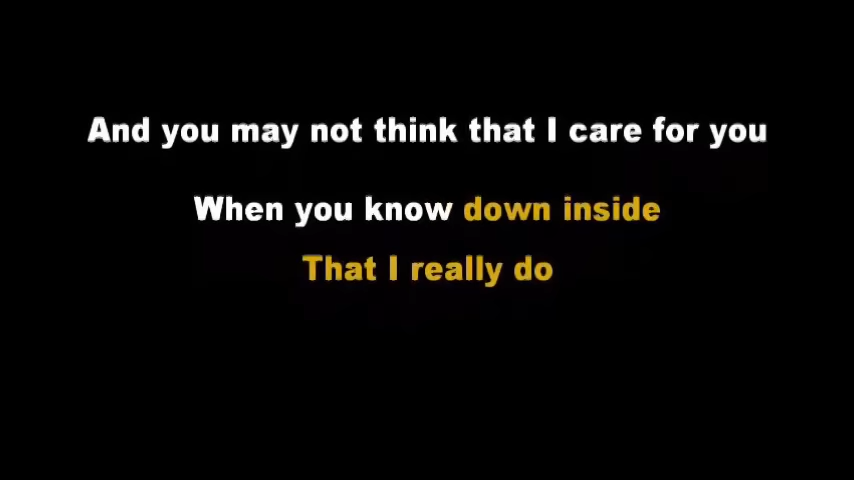 And you may not think that I care for you
When you know down inside
That I really do